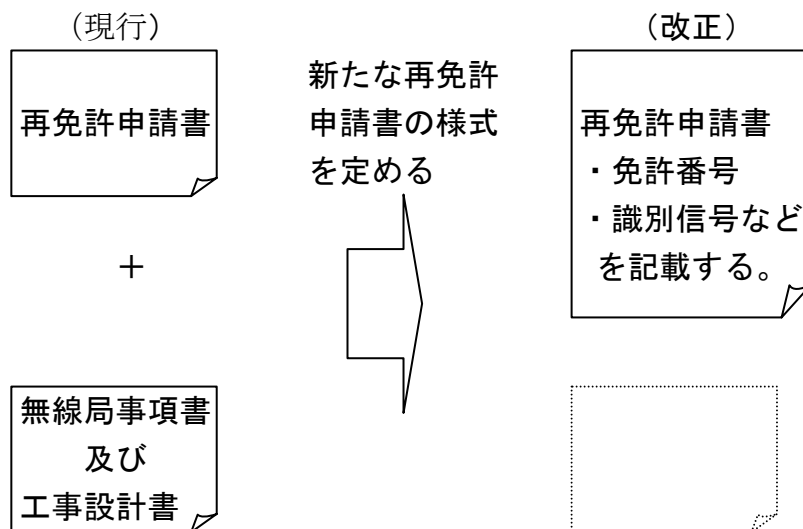 （現行）
再免許申請書
＋
無線局事項書
及び
工事設計書
新たな再免許
申請書の様式
を定める
（改正）
再免許申請書
・免許番号
・識別信号など
を記載する。